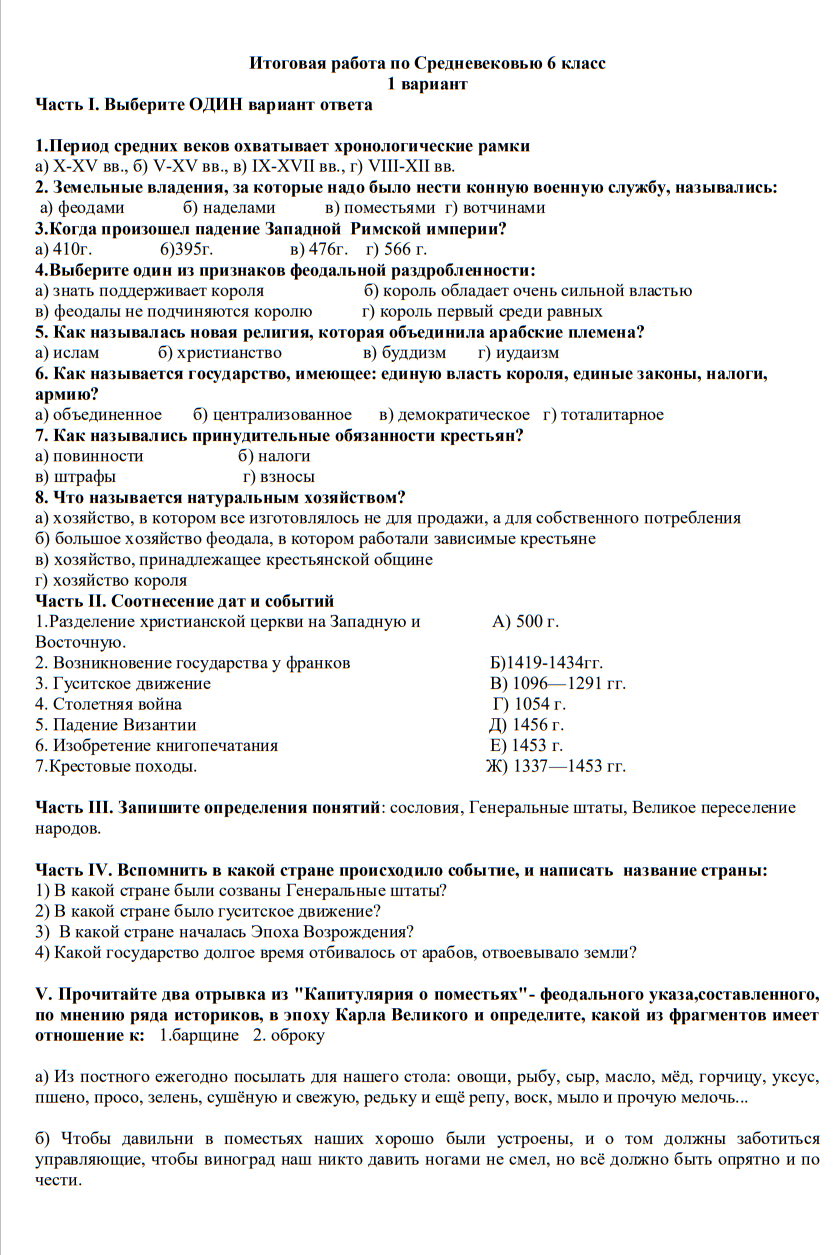 Итоговая работа по Средневековью 6 класс
1 вариант
Часть I. Выберите ОДИН вариант ответа
1.Период средних веков охватывает хронологические рамки
а) X-XV вв., б) V-XV вв., в) IX-XVII вв., г) VIII-XII вв.
2. Земельные владения, за которые надо было нести конную военную службу, назывались:
а) феодами б) наделами в) поместьями г) вотчинами
3.Когда произошел падение Западной Римской империи?
а) 410г. 6)395г. в) 476г. г) 566 г.
4.Выберите один из признаков феодальной раздробленности:
а) знать поддерживает короля б) король обладает очень сильной властью
в) феодалы не подчиняются королю г) король первый среди равных
5. Как называлась новая религия, которая объединила арабские племена?
а) ислам б) христианство в) буддизм г) иудаизм
6. Как называется государство, имеющее: единую власть короля, единые законы, налоги,
армию?
а) объединенное б) централизованное в) демократическое г) тоталитарное
7. Как назывались принудительные обязанности крестьян?
а) повинности б) налоги
в) штрафы г) взносы
8. Что называется натуральным хозяйством?
а) хозяйство, в котором все изготовлялось не для продажи, а для собственного потребления
б) большое хозяйство феодала, в котором работали зависимые крестьяне
в) хозяйство, принадлежащее крестьянской общине
г) хозяйство короля
Часть II. Соотнесение дат и событий
1.Разделение христианской церкви на Западную и А) 500 г.
Восточную.
2. Возникновение государства у франков Б)1419-1434гг.
3. Гуситское движение В) 1096—1291 гг.
4. Столетняя война Г) 1054 г.
5. Падение Византии Д) 1456 г.
6. Изобретение книгопечатания Е) 1453 г.
7.Крестовые походы. Ж) 1337—1453 гг.
Часть III. Запишите определения понятий: сословия, Генеральные штаты, Великое переселение
народов.
Часть IV. Вспомнить в какой стране происходило событие, и написать название страны:
1) В какой стране были созваны Генеральные штаты?
2) В какой стране было гуситское движение?
3) В какой стране началась Эпоха Возрождения?
4) Какой государство долгое время отбивалось от арабов, отвоевывало земли?
V. Прочитайте два отрывка из "Капитулярия о поместьях"- феодального указа,составленного,
по мнению ряда историков, в эпоху Карла Великого и определите, какой из фрагментов имеет
отношение к: 1.барщине 2. оброку
а) Из постного ежегодно посылать для нашего стола: овощи, рыбу, сыр, масло, мёд, горчицу, уксус,
пшено, просо, зелень, сушёную и свежую, редьку и ещё репу, воск, мыло и прочую мелочь...
б) Чтобы давильни в поместьях наших хорошо были устроены, и о том должны заботиться
управляющие, чтобы виноград наш никто давить ногами не смел, но всё должно быть опрятно и по
чести.